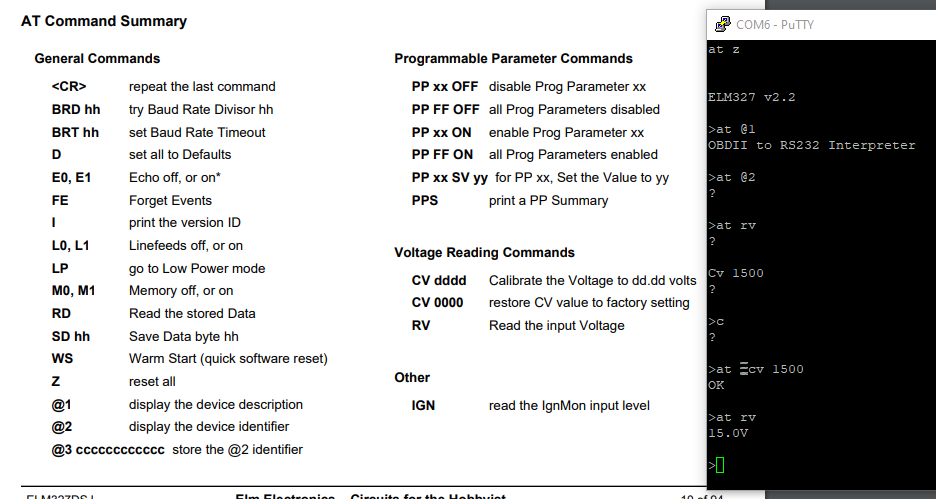 AT Command Summary
General Commands
<CR> repeat the last command
BRD hh try Baud Rate Divisor hh
BRT hh set Baud Rate Timeout
D set all to Defaults
E0, E1 Echo off, or on*
FE Forget Events
I print the version ID
L0, L1 Linefeeds off, or on
LP go to Low Power mode
M0, M1 Memory off, or on
RD Read the stored Data
SD hh Save Data byte hh
WS Warm Start (quick software reset)
Z reset all
@1 display the device description
@2 display the device identifier
@3 cccccccccccc store the @2 identifier
Programmable Parameter Commands
PP xx OFF disable Prog Parameter xx
PP FF OFF all Prog Parameters disabled
PP xx ON enable Prog Parameter xx
PP FF ON all Prog Parameters enabled
PP xx SV yy for PP xx, Set the Value to yy
PPS print a PP Summary
Voltage Reading Commands
CV dddd Calibrate the Voltage to dd.dd volts
CV 0000 restore CV value to factory setting
RV Read the input Voltage
Other
IGN read the IgnMon input level
Elm Electronics – Circuits for the Hobbyist
COM6 - PuTTY
at z
ELM327 v2.2
>at @1
OBDII to RS232 Interpreter
>at @2
?
>at rv
?
Cv 1500
?
>c
?
>at cv 1500
OK
>at rv
15.0V
>